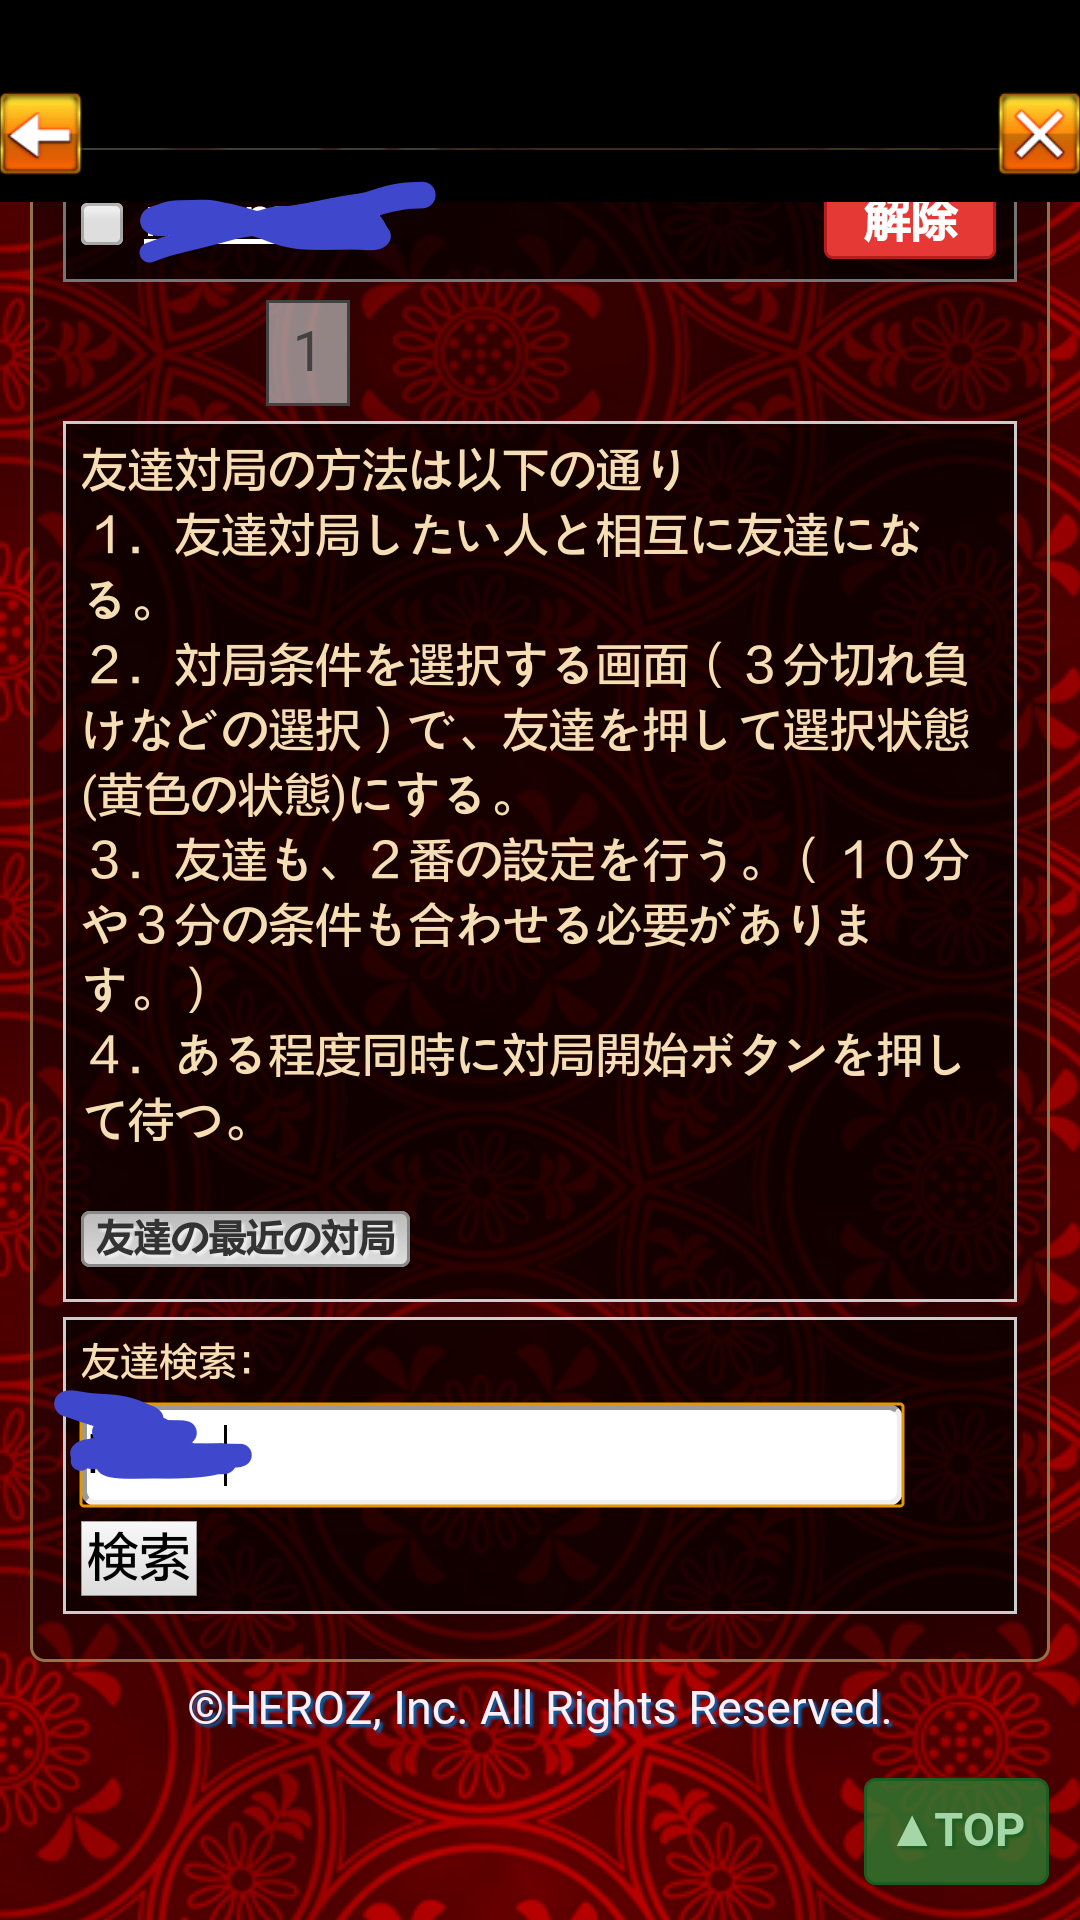 解除
1
友達対局の方法は以下の通り
１．友達対局したい人と相互に友達にな
る。
２．対局条件を選択する画面（３分切れ負
けなどの選択）で、友達を押して選択状態
(黄色の状態)にする。
３．友達も、２番の設定を行う。（１０分
や３分の条件も合わせる必要がありま
す。）
４．ある程度同時に対局開始ボタンを押し
て待つ。
友達の最近の対局
友達検索:
検索
©HEROZ, Inc. All Rights Reserved.
▲TOP